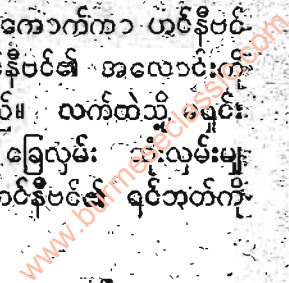 ကောက်ကာ ဟင်နီဗင်
နီဗင်၏ အလောင်းကို
လက်ထဲသို့
ခြေလှမ်း ဆုံးလှမ်းမျှ
ဟင်နီဗင်၏ ရင်ဘတ်ကို
www.burmeseclassic.com